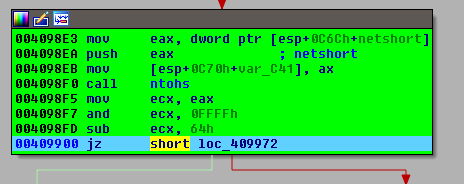 004098E3 mov     eax, dword ptr [esp+0C6Ch+netshort]
004098EA push    eax             ; netshort
004098EB mov     [esp+0C70h+var_C41], ax
004098F0 call    ntohs
004098F5 mov     ecx, eax
004098F7 and     ecx, 0FFFFh
004098FD sub     ecx, 64h
00409900 jz      short loc_409972